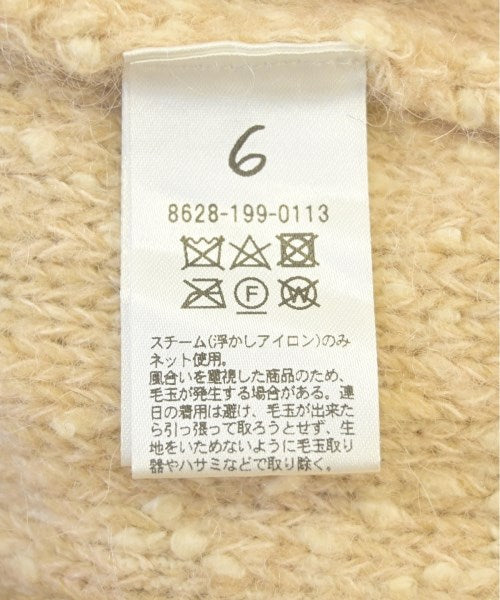 6
8628-199-0113
F
W
スチーム(浮かしアイロン)のみ
ネット使用。
風合いを重視した商品のため、
毛玉が発生する場合がある。連
日の着用は避け、毛玉が出来た
ら引っ張って取ろうとせず、生
地をいためないように毛玉取り
器やハサミなどで取り除く。